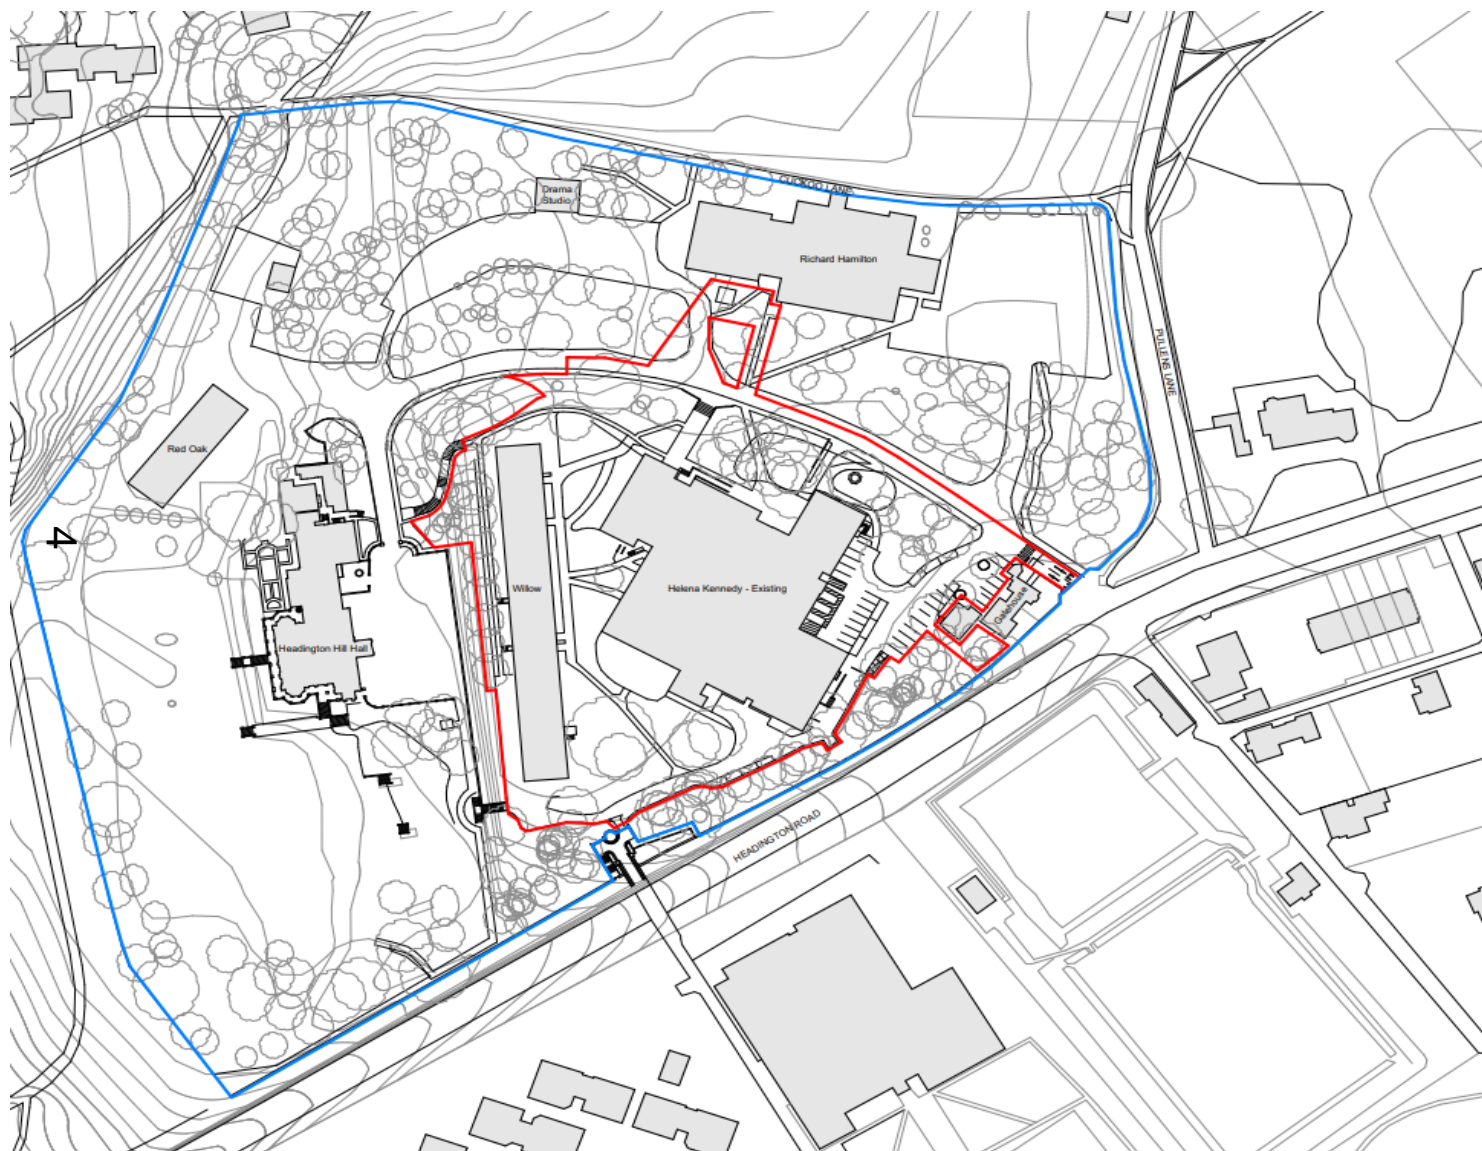 CUCKOO LANE
Drama
Studio
Richard Hamilton
PULLENS LANE
Red Oak
4
Willow
Helena Kennedy - Existing
Gatehouse
Headington Hill Hall
HEADINGTON ROAD